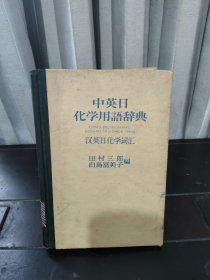 中英日
化学用語辞典
汉英日化学词汇
田村三郎
白鳥富美子 編